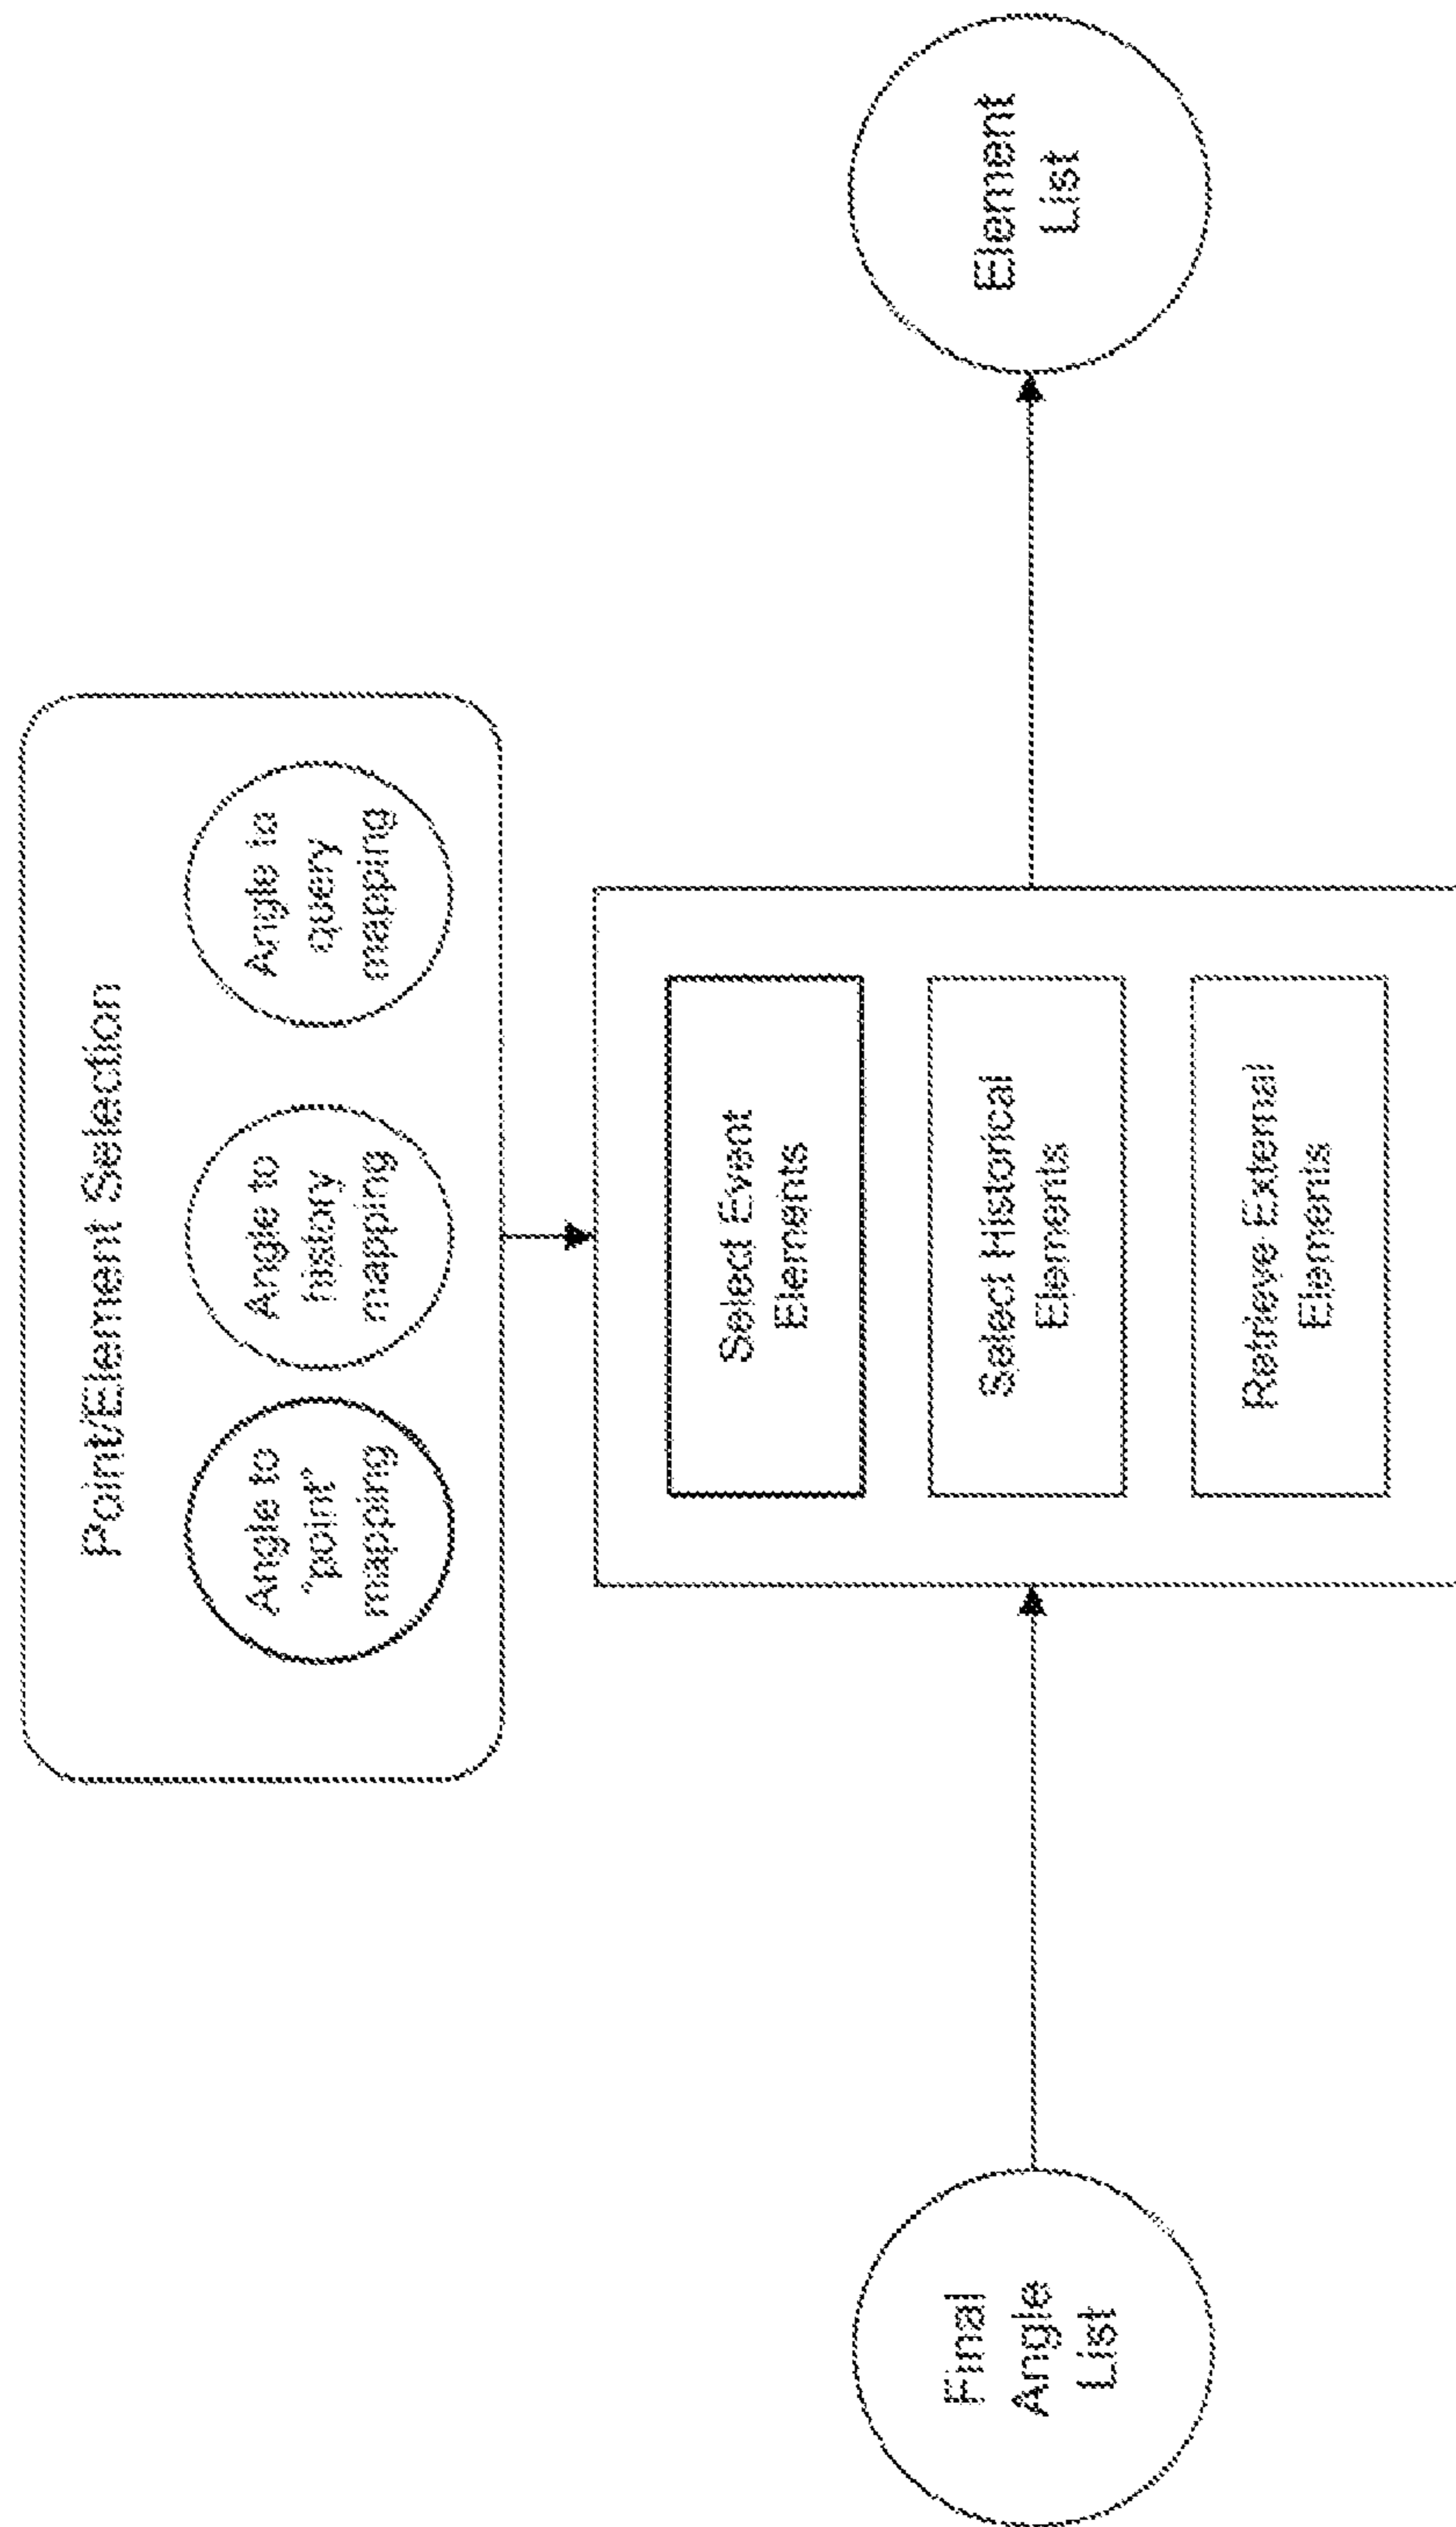 Point/Element Selection
Angle to
"point"
mapping
Angle to
history
mapping
Angle to
query
mapping
Select Event
Elements
Select Historical
Elements
Retrieve External
Elements
Final
Angle
List
Element
List